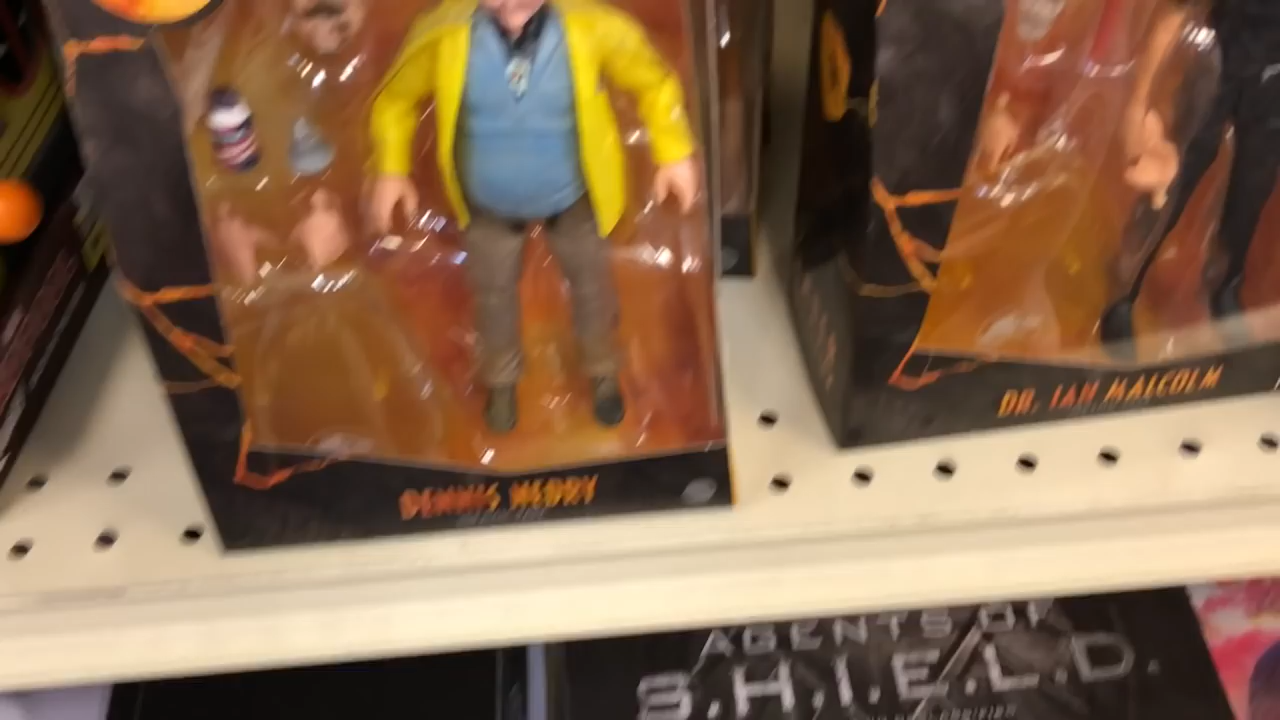 DENNIS NEDRY
DR. IAN MALCOLM
AGENTS OF
S.H.I.E.L.D.